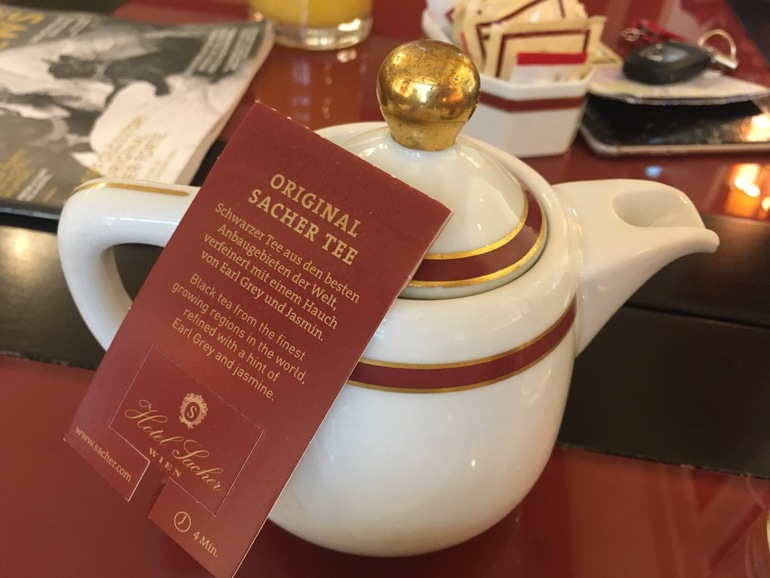 ORIGINAL
SACHER TEE
Schwarzer Tee aus den besten
Anbaugebieten der Welt,
verfeinert mit einem Hauch
von Earl Grey und Jasmin.
Black tea from the finest
growing regions in the world,
refined with a hint of
Earl Grey and jasmine.
S
Hotel Sacher
WIEN
www.sacher.com
4 Min.